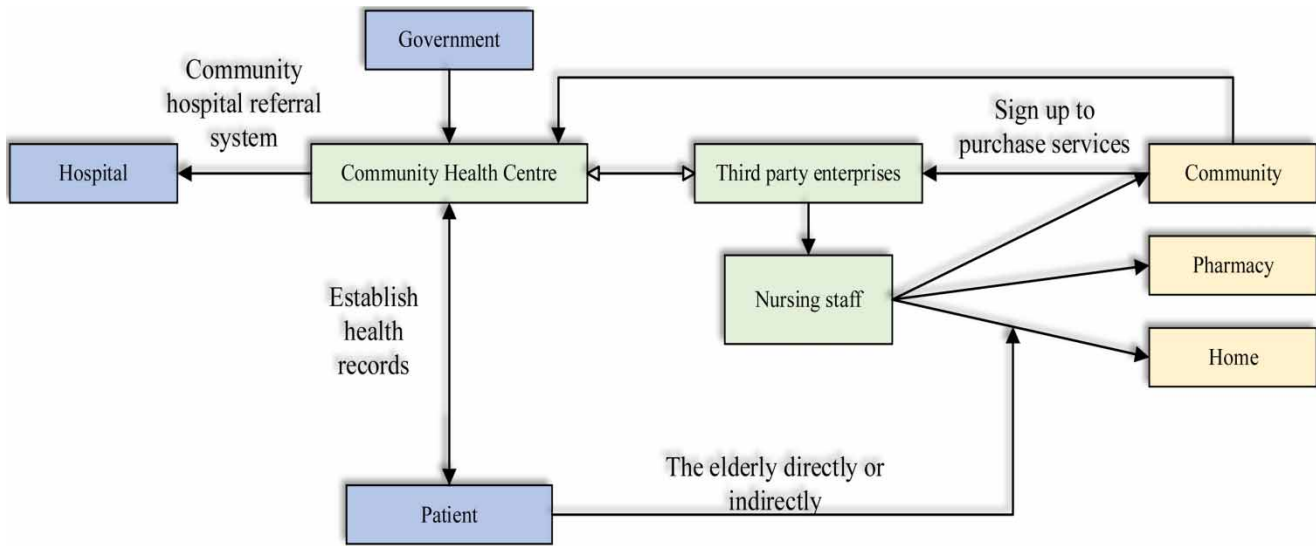 Government
Community
hospital referral
system
Sign up to
purchase services
Hospital
Community Health Centre
Third party enterprises
Community
Pharmacy
Nursing staff
Establish
health
records
Home
The elderly directly or
indirectly
Patient